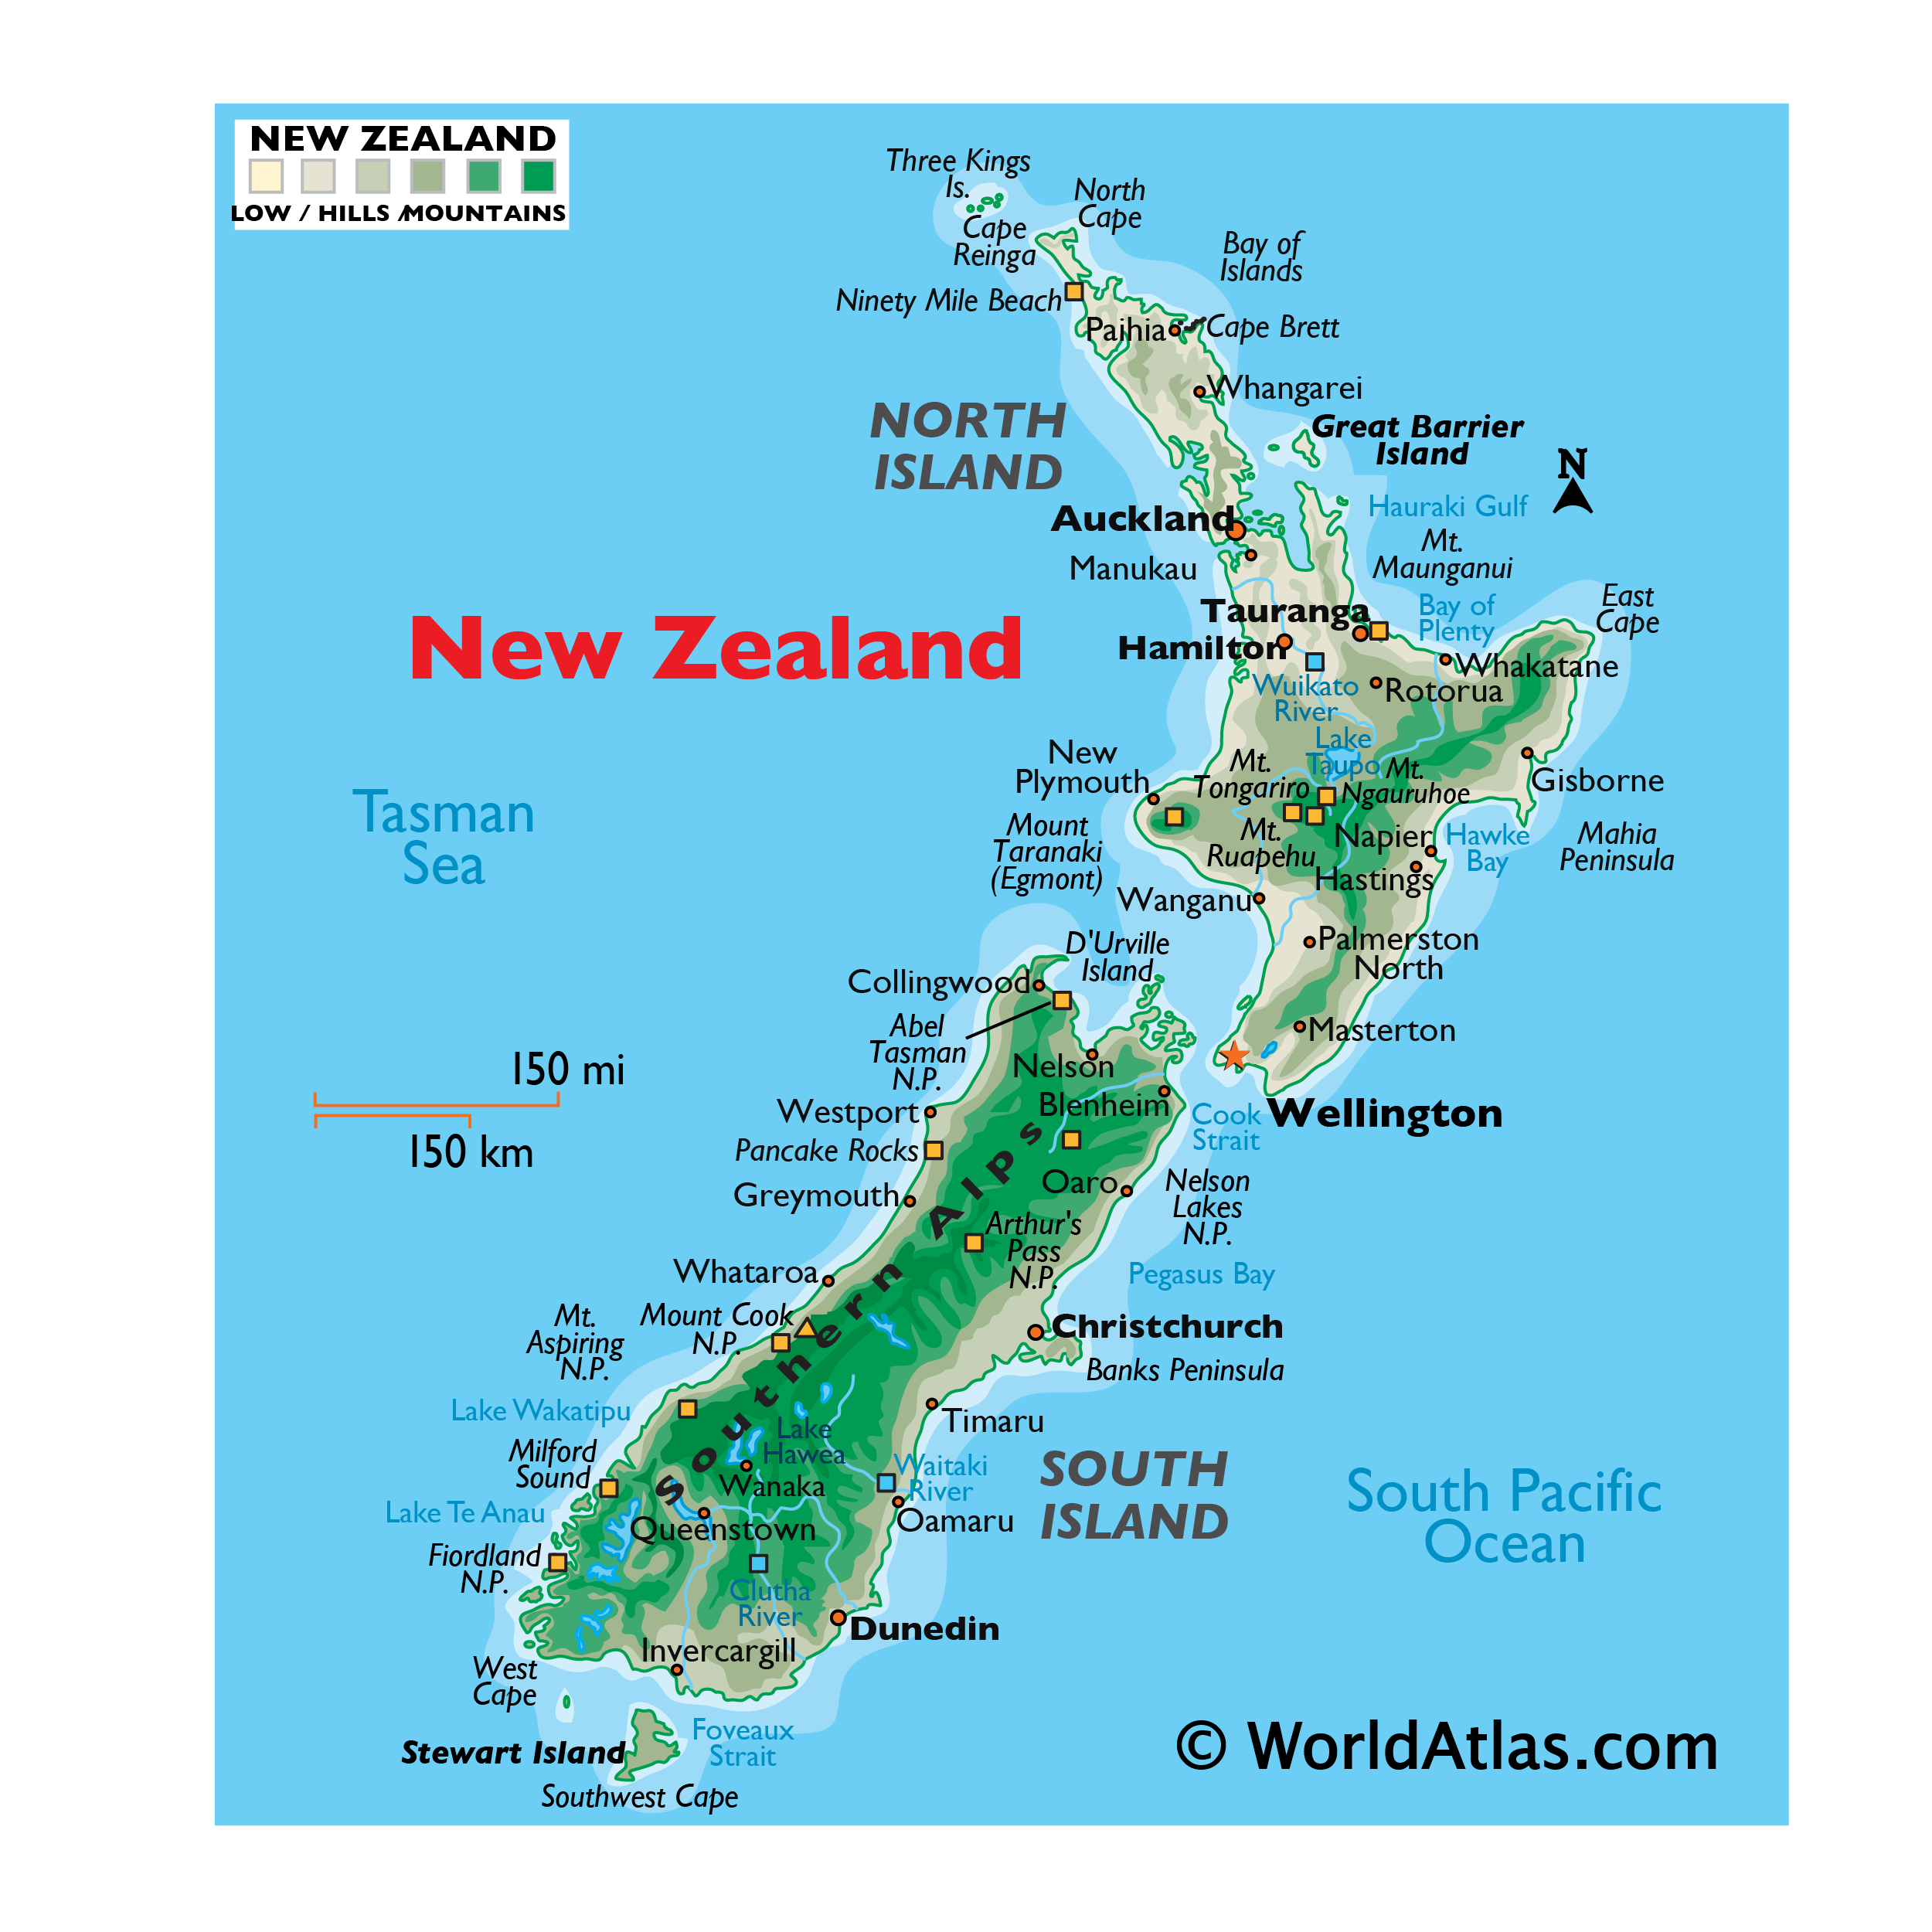 NEW ZEALAND
LOW / HILLS /MOUNTAINS
Three Kings
Is.
North
Cape
Cape
Reinga
Bay of
Islands
Ninety Mile Beach
Paihia
Cape Brett
Whangarei
NORTH
ISLAND
Great Barrier
Island
N
Hauraki Gulf
Auckland
Mt.
Maunganui
Manukau
East
Cape
Bay of
Plenty
Tauranga
Hamilton
New Zealand
Whakatane
Rotorua
Wuikato
River
Lake
Taupo
New
Plymouth
Mt.
Tongariro
Mt.
Ngauruhoe
Gisborne
Tasman
Sea
Mount
Taranaki
(Egmont)
Mt.
Ruapehu
Napier
Hawke
Bay
Mahia
Peninsula
Hastings
Wanganu
Palmerston
North
D'Urville
Island
Collingwood
Abel
Tasman
N.P.
Masterton
Nelson
150 mi
150 km
Westport
Blenheim
Cook
Strait
Wellington
Pancake Rocks
Greymouth
Oaro
Nelson
Lakes
N.P.
Arthur's
Pass
N.P.
Southern Alps
Whataroa
Pegasus Bay
Mount Cook
N.P.
Mt.
Aspiring
N.P.
Christchurch
Banks Peninsula
Lake Wakatipu
Timaru
Lake
Hawea
Milford
Sound
Wanaka
Waitaki
River
SOUTH
ISLAND
South Pacific
Ocean
Lake Te Anau
Queenstown
Oamaru
Fiordland
N.P.
Clutha
River
Dunedin
Invercargill
West
Cape
Foveaux
Strait
Stewart Island
Southwest Cape
© WorldAtlas.com